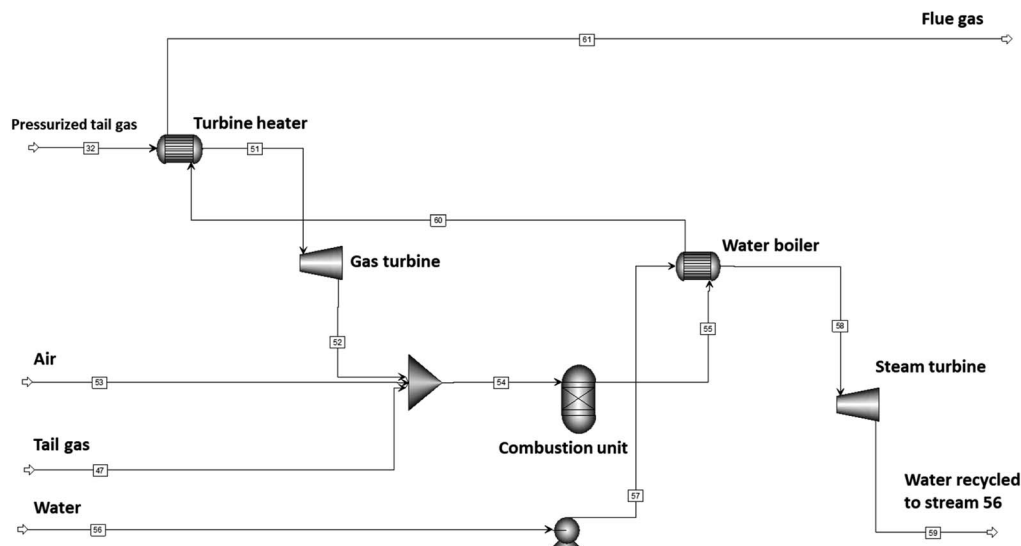 Flue gas
61
Pressurized tail gas
Turbine heater
32
51
60
Water boiler
Gas turbine
52
55
58
Air
53
54
Steam turbine
Combustion unit
Tail gas
47
57
Water recycled
to stream 56
Water
56
59